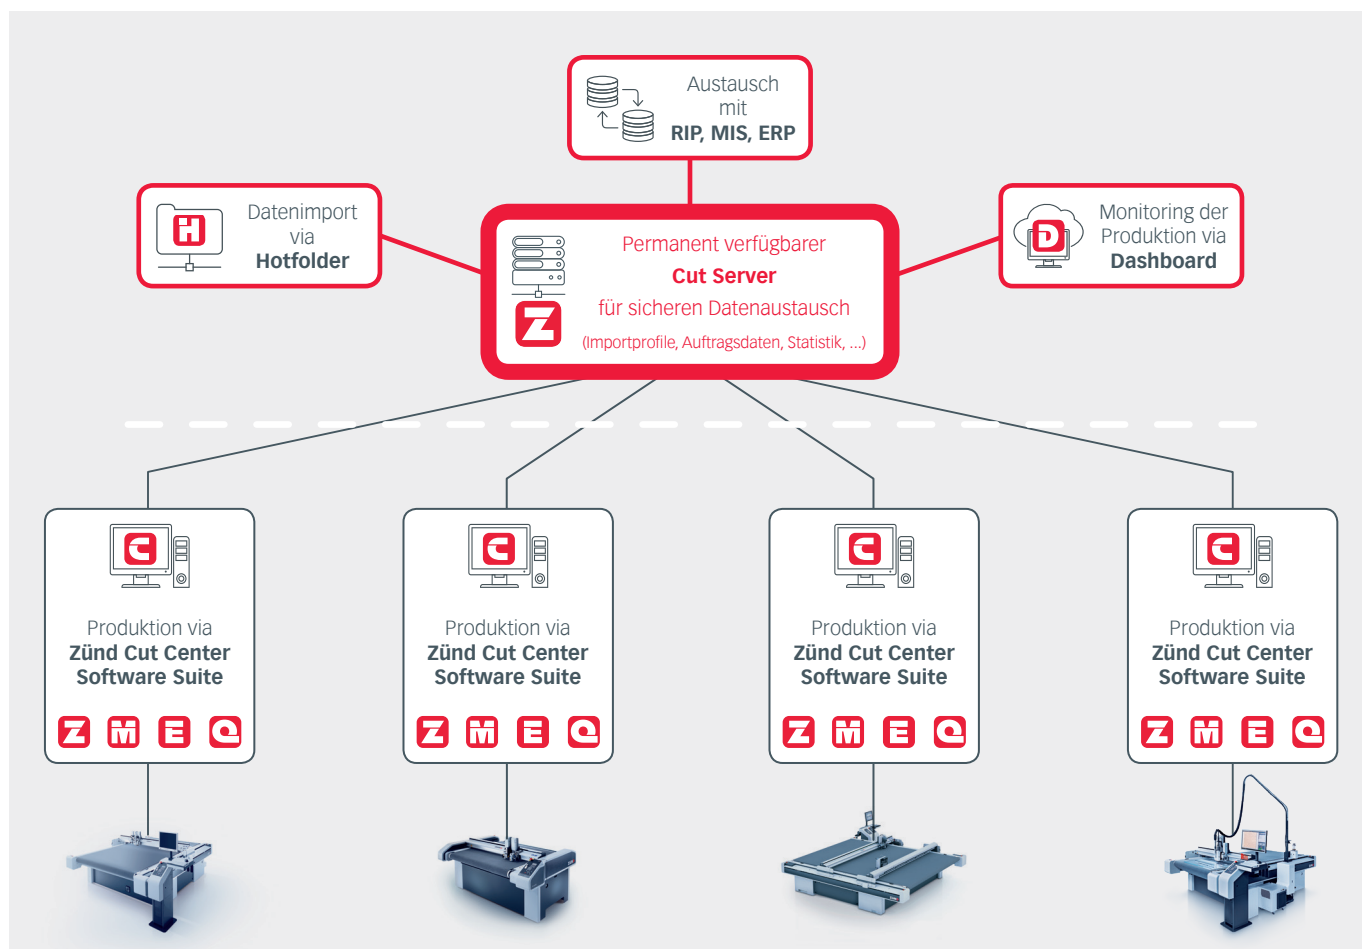 Austausch
mit
RIP, MIS, ERP
H
Datenimport
via
Hotfolder
Permanent verfügbarer
Cut Server
für sicheren Datenaustausch
(Importprofile, Auftragsdaten, Statistik, ...)
Z
D
Monitoring der
Produktion via
Dashboard
C
Produktion via
Zünd Cut Center
Software Suite
Z M E Q
C
Produktion via
Zünd Cut Center
Software Suite
Z M E Q
C
Produktion via
Zünd Cut Center
Software Suite
Z M E Q
C
Produktion via
Zünd Cut Center
Software Suite
Z M E Q